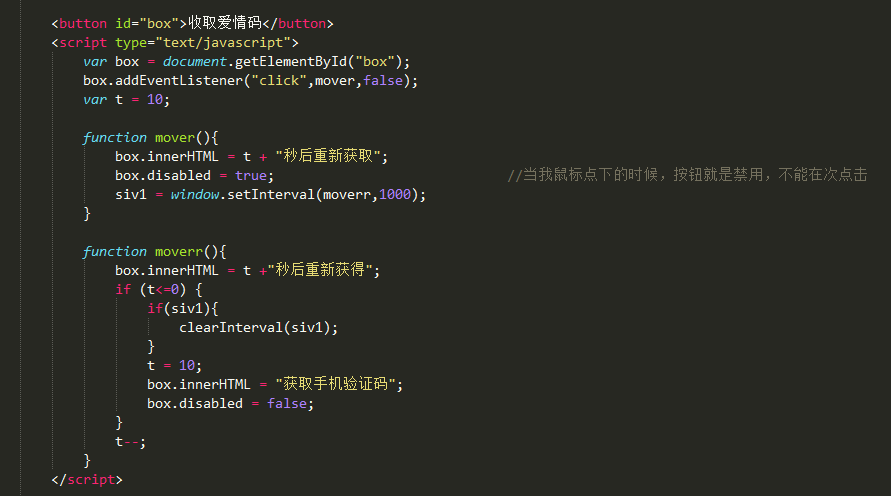 <button id="box">收取爱情码</button>
<script type="text/javascript">
var box = document.getElementById("box");
box.addEventListener("click",mover,false);
var t = 10;
function mover(){
box.innerHTML = t + "秒后重新获取";
box.disabled = true; //当我鼠标点下的时候，按钮就是禁用，不能在次点击
siv1 = window.setInterval(moverr,1000);
}
function moverr(){
box.innerHTML = t +"秒后重新获得";
if (t<=0) {
if(siv1){
clearInterval(siv1);
}
t = 10;
box.innerHTML = "获取手机验证码";
box.disabled = false;
}
t--;
}
</script>